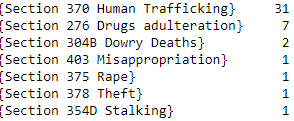 {Section 370 Human Trafficking} 31
{Section 276 Drugs adulteration} 7
{Section 304B Dowry Deaths} 2
{Section 403 Misappropriation} 1
{Section 375 Rape} 1
{Section 378 Theft} 1
{Section 354D Stalking} 1